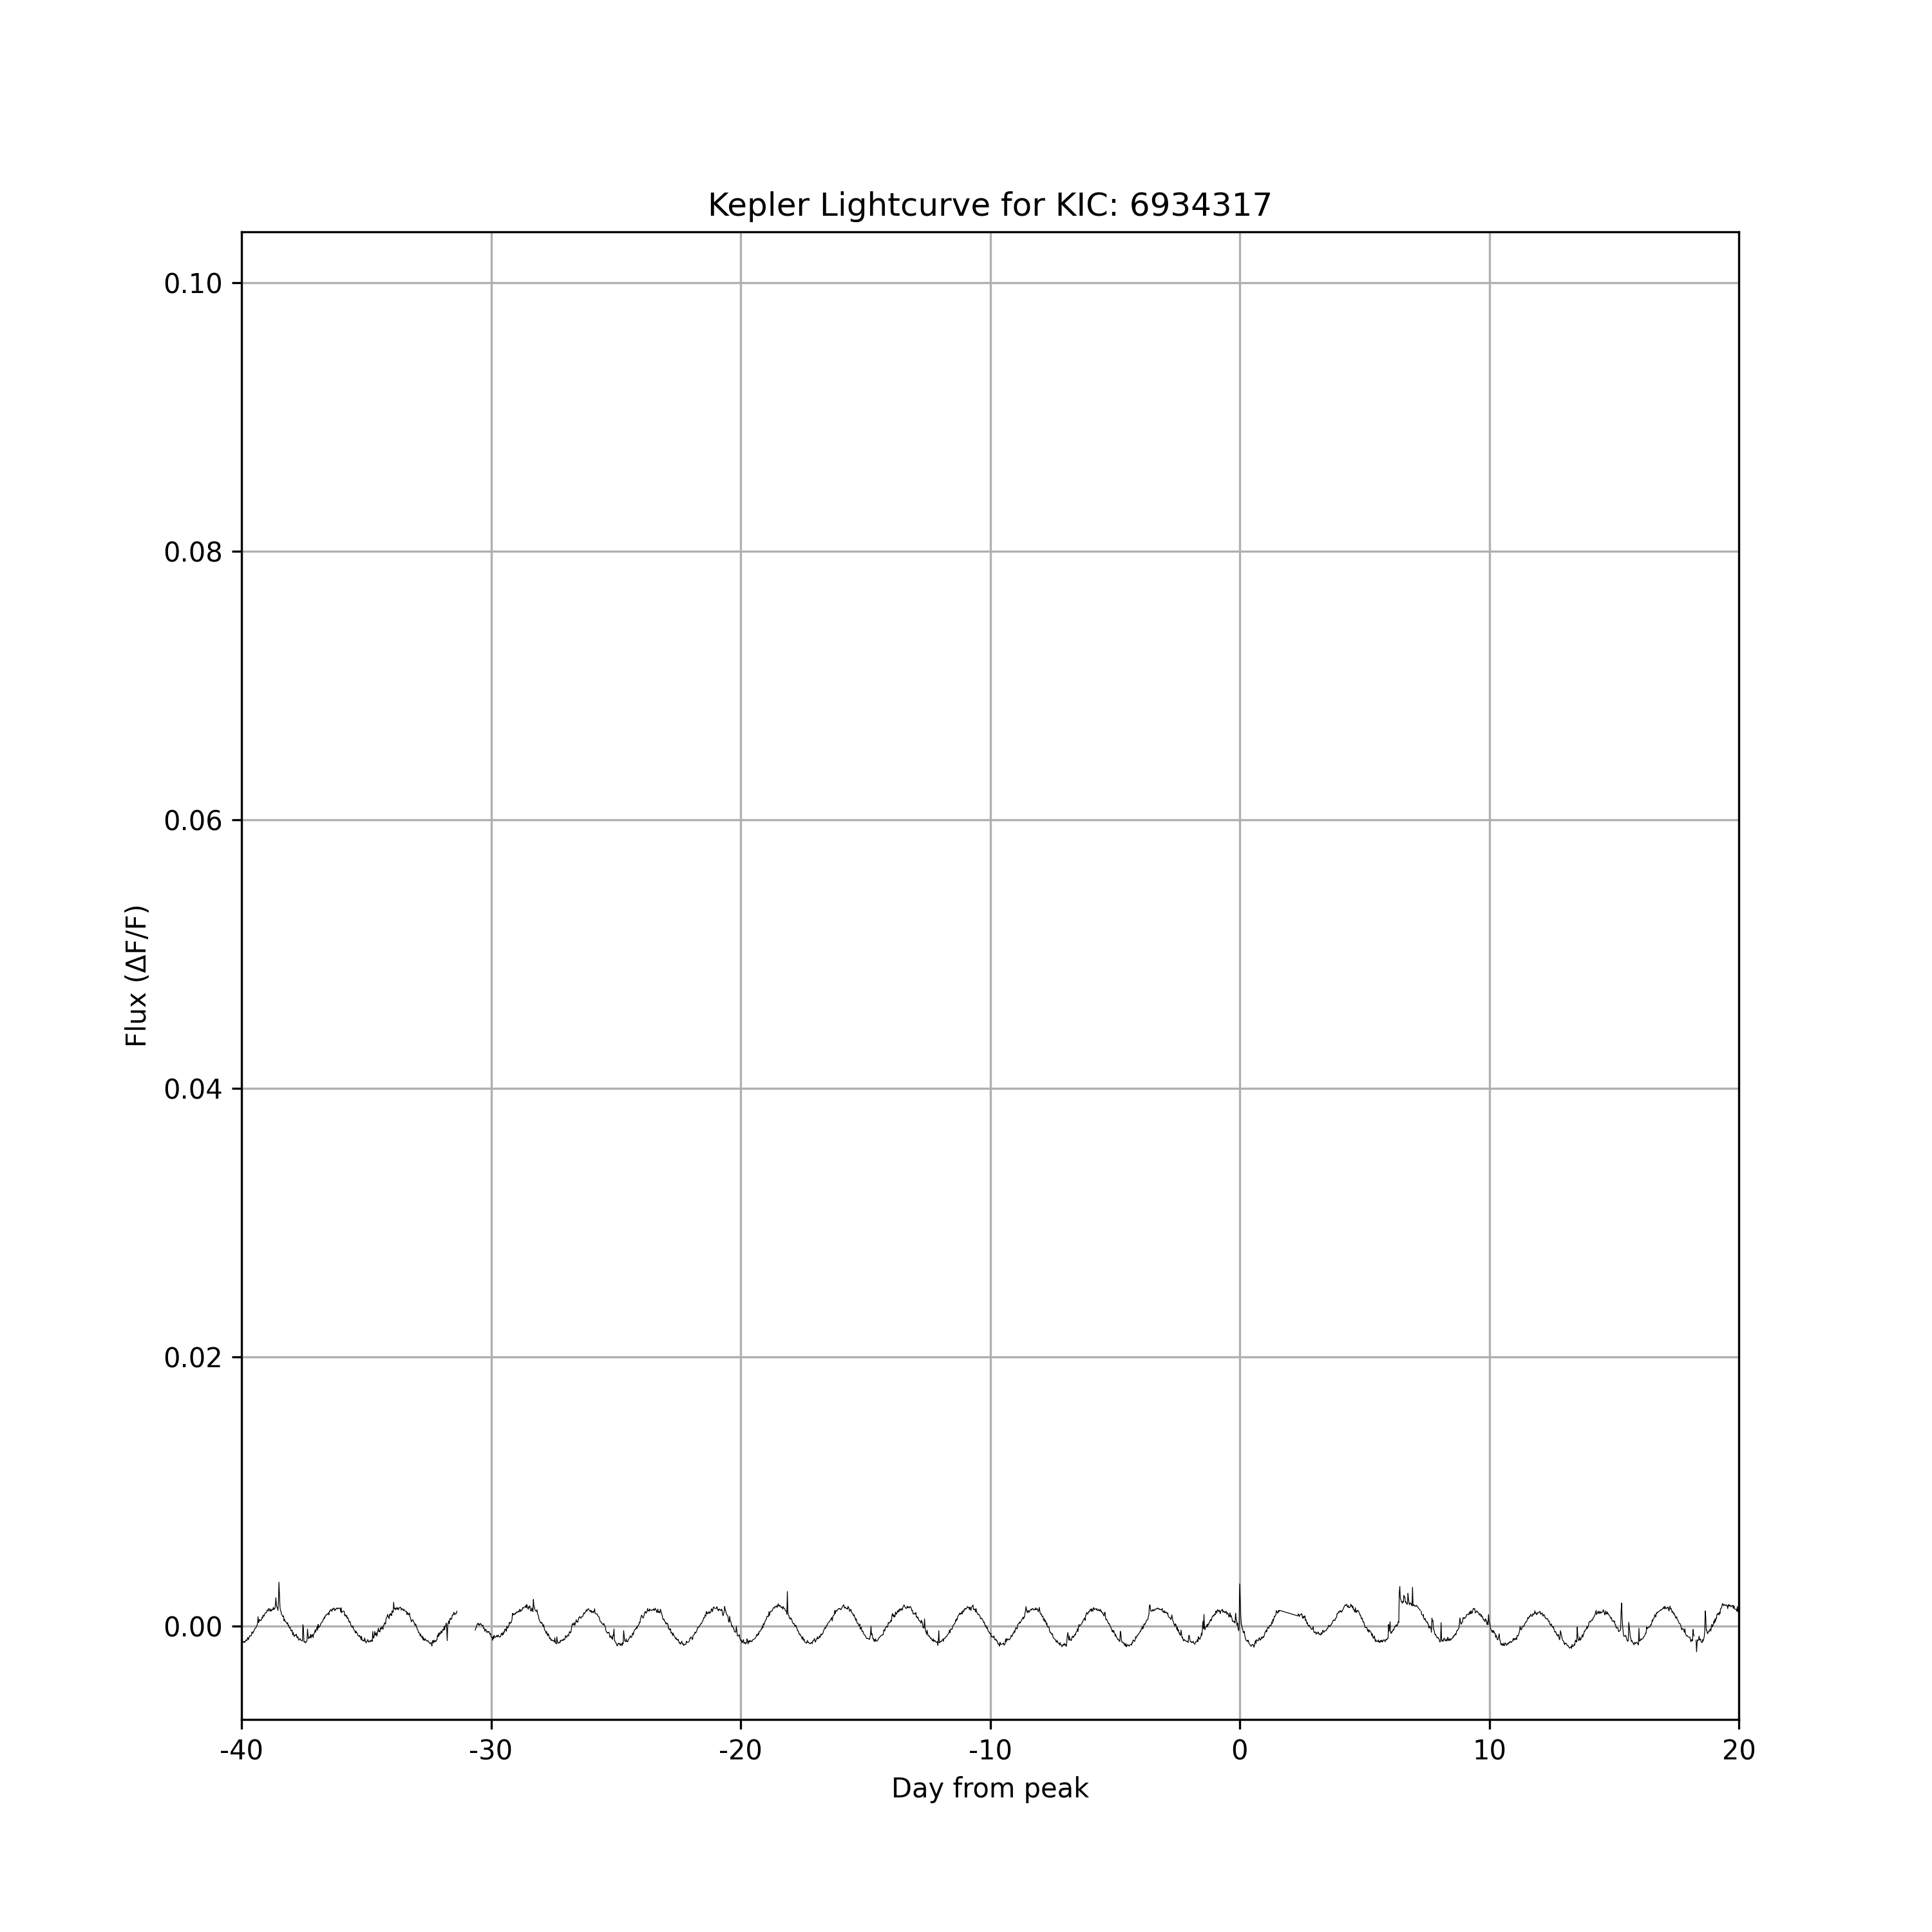 Kepler Lightcurve for KIC: 6934317
0.10
0.08
0.06
0.04
0.02
0.00
Flux (ΔF/F)
-40 -30 -20 -10 0 10 20
Day from peak